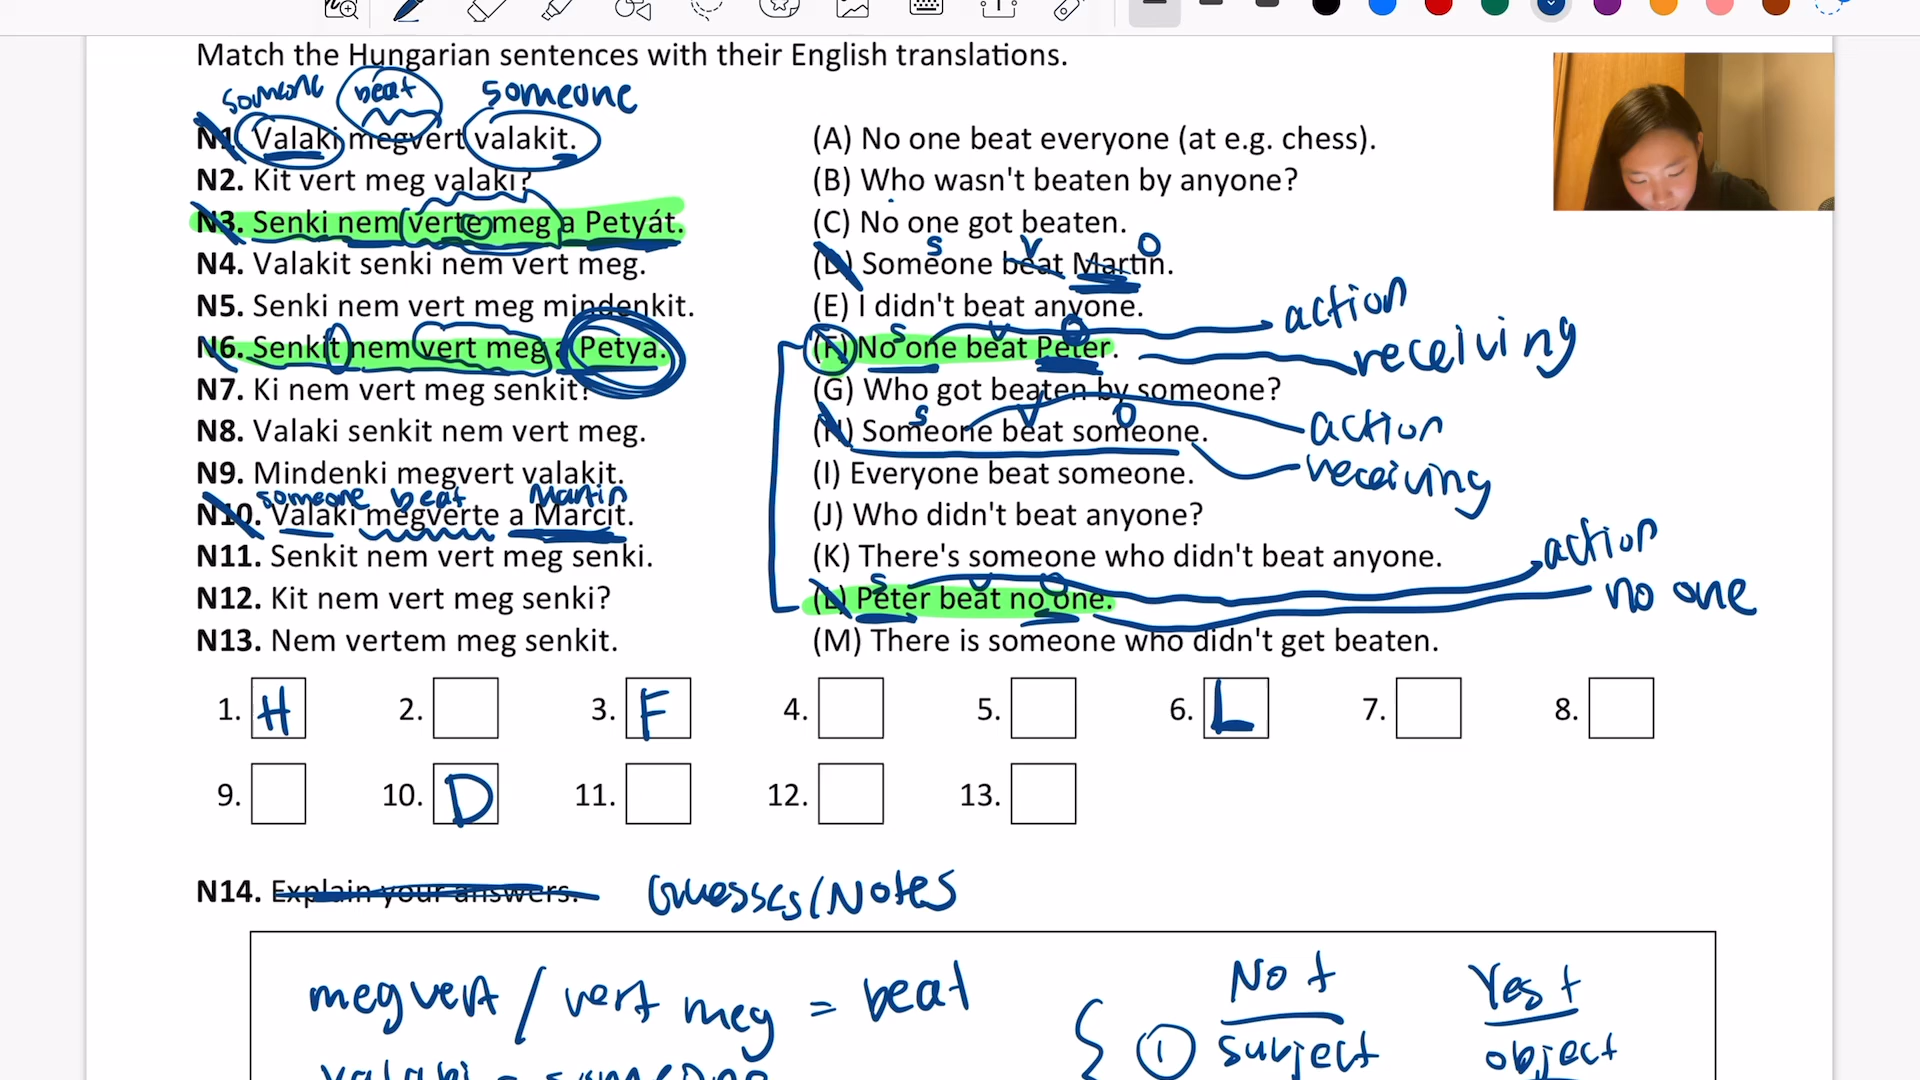 Match the Hungarian sentences with their English translations.
someone beat someone
N1. Valaki megvert valakit.
N2. Kit vert meg valaki?
N3. Senki nem verte meg a Petyát.
N4. Valakit senki nem vert meg.
N5. Senki nem vert meg mindenkit.
N6. Senkit nem vert meg a Petya.
N7. Ki nem vert meg senkit?
N8. Valaki senkit nem vert meg.
N9. Mindenki megvert valakit.
someone beat Martin
N10. Valaki megverte a Marcit.
N11. Senkit nem vert meg senki.
N12. Kit nem vert meg senki?
N13. Nem vertem meg senkit.
(A) No one beat everyone (at e.g. chess).
(B) Who wasn't beaten by anyone?
(C) No one got beaten.
S V O
(D) Someone beat Martin.
(E) I didn't beat anyone.
action
S V O
(F) No one beat Peter.
receiving
(G) Who got beaten by someone?
S V O
action
(H) Someone beat someone.
receiving
(I) Everyone beat someone.
(J) Who didn't beat anyone?
(K) There's someone who didn't beat anyone.
action
S V O
(L) Peter beat no one.
no one
(M) There is someone who didn't get beaten.
1. H 2. 3. F 4. 5. 6. L 7. 8.
9. 10. D 11. 12. 13.
N14. Explain your answers. Guesses/Notes
megvert / vert meg = beat
valaki = someone
No t Yes t
① subject object